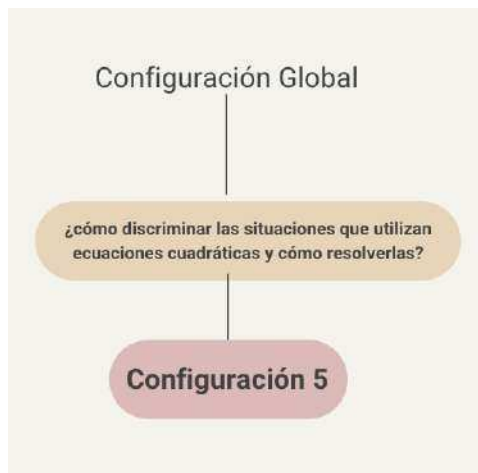 Configuración Global
¿cómo discriminar las situaciones que utilizan
ecuaciones cuadráticas y cómo resolverlas?
Configuración 5